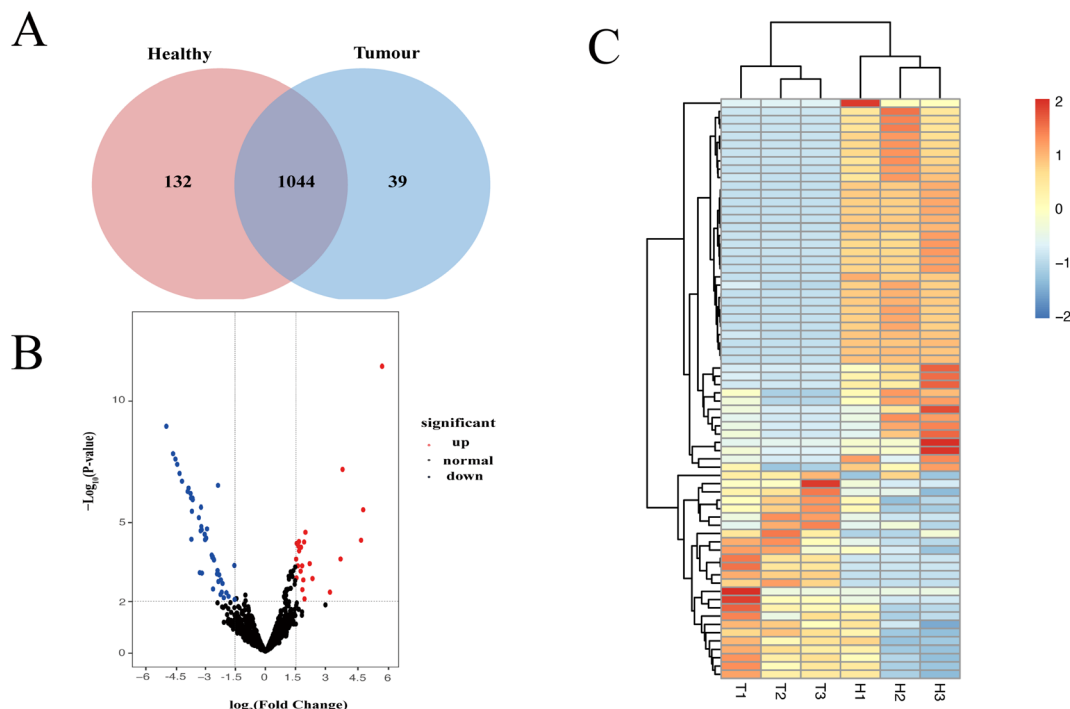 A
Healthy
Tumour
132
1044
39
B
10
5
2
0
−Log10(P-value)
−6
−4.5
−3
−1.5
0
1.5
3
4.5
6
log2(Fold Change)
significant
up
normal
down
C
2
1
0
−1
−2
T1
T2
T3
H1
H2
H3